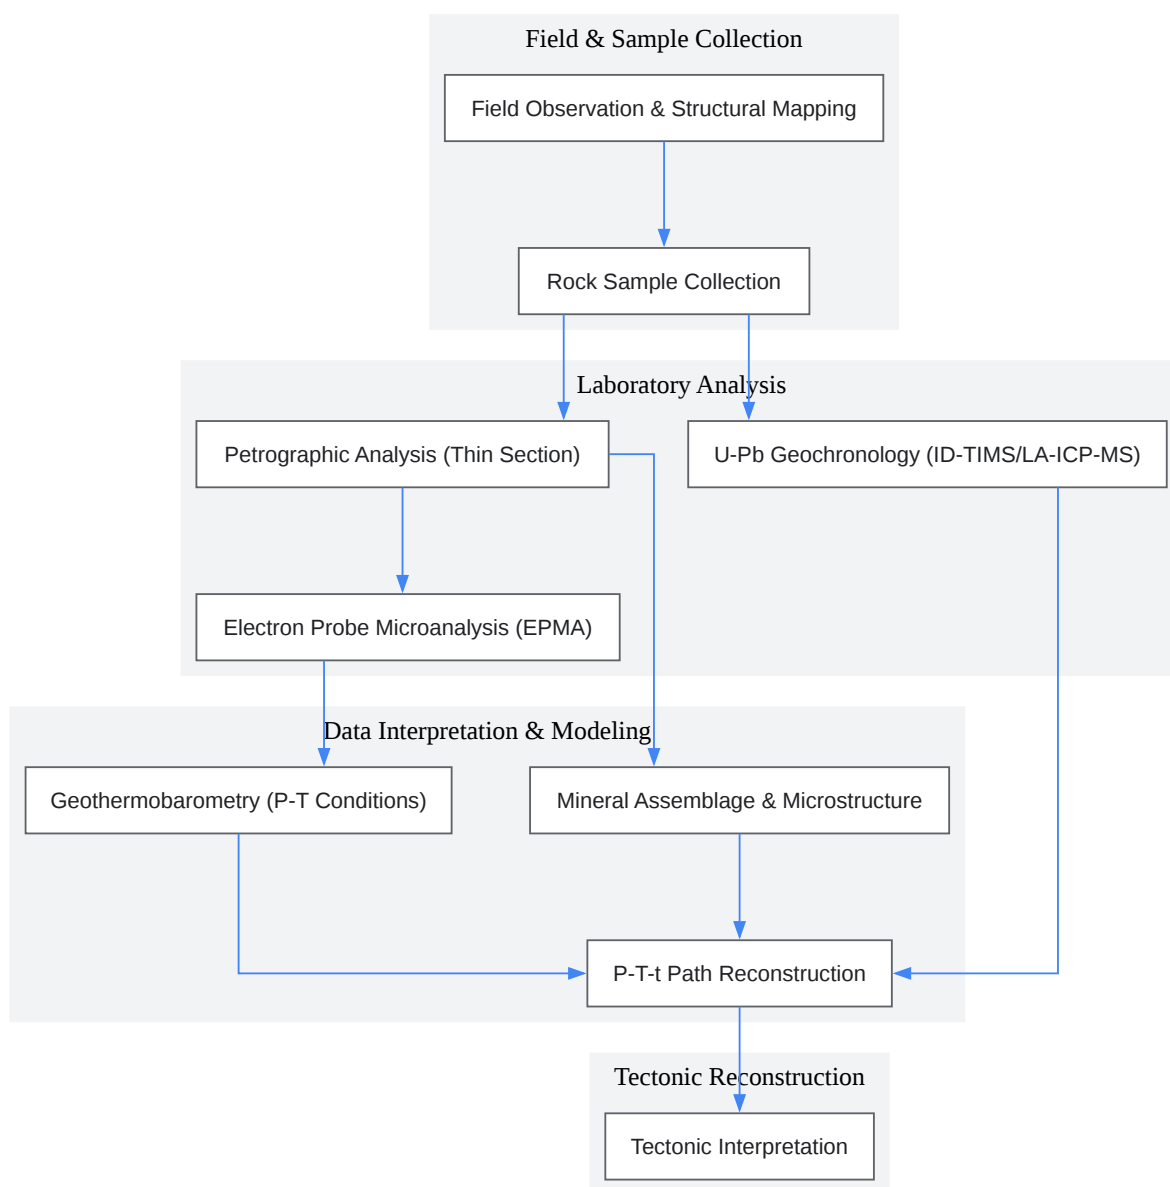 Field & Sample Collection
Field Observation & Structural Mapping
Rock Sample Collection
Laboratory Analysis
Petrographic Analysis (Thin Section)
U-Pb Geochronology (ID-TIMS/LA-ICP-MS)
Electron Probe Microanalysis (EPMA)
Data Interpretation & Modeling
Geothermobarometry (P-T Conditions)
Mineral Assemblage & Microstructure
P-T-t Path Reconstruction
Tectonic Reconstruction
Tectonic Interpretation